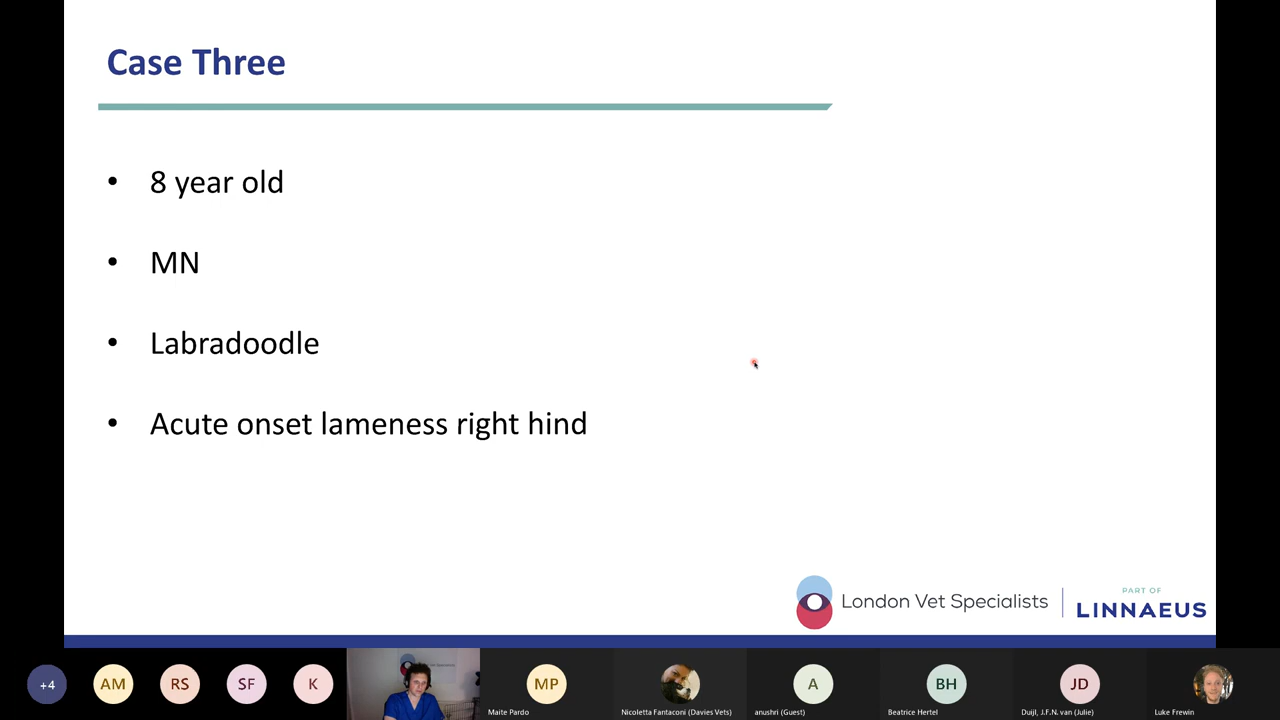 Case Three
• 8 year old
• MN
• Labradoodle
• Acute onset lameness right hind
London Vet Specialists
PART OF
LINNAEUS
+4
AM
RS
SF
K
MP
A
BH
JD
Maite Pardo
Nicoletta Fantaconi (Davies Vets)
anushri (Guest)
Beatrice Hertel
Duijl, J.F.N. van (Julie)
Luke Frewin